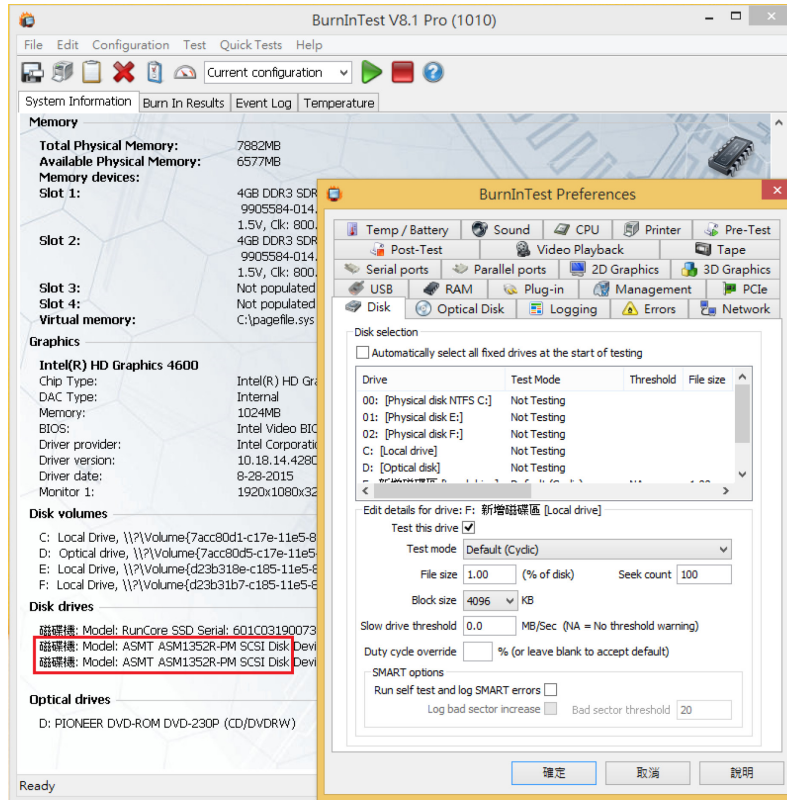 BurnInTest V8.1 Pro (1010)
File Edit Configuration Test Quick Tests Help
Current configuration
System Information Burn In Results Event Log Temperature
Memory
Total Physical Memory: 7882MB
Available Physical Memory: 6577MB
Memory devices:
Slot 1: 4GB DDR3 SDR
9905584-014.
1.5V, Clk: 800.
Slot 2: 4GB DDR3 SDR
9905584-014.
1.5V, Clk: 800.
Slot 3: Not populated
Slot 4: Not populated
Virtual memory: C:\pagefile.sys
Graphics
Intel(R) HD Graphics 4600
Chip Type: Intel(R) HD Gra
DAC Type: Internal
Memory: 1024MB
BIOS: Intel Video BIO
Driver provider: Intel Corporatio
Driver version: 10.18.14.4280
Driver date: 8-28-2015
Monitor 1: 1920x1080x32
Disk volumes
C: Local Drive, \\?\Volume{7acc80d1-c17e-11e5-8
D: Optical drive, \\?\Volume{7acc80d5-c17e-11e5-
E: Local Drive, \\?\Volume{d23b318e-c185-11e5-8
F: Local Drive, \\?\Volume{d23b31b7-c185-11e5-8
Disk drives
磁碟機: Model: RunCore SSD Serial: 601C03190073
磁碟機: Model: ASMT ASM1352R-PM SCSI Disk Devi
磁碟機: Model: ASMT ASM1352R-PM SCSI Disk Devi
Optical drives
D: PIONEER DVD-ROM DVD-230P (CD/DVDRW)
Ready
BurnInTest Preferences
Temp / Battery Sound CPU Printer Pre-Test
Post-Test Video Playback Tape
Serial ports Parallel ports 2D Graphics 3D Graphics
USB RAM Plug-in Management PCIe
Disk Optical Disk Logging Errors Network
Disk selection
Automatically select all fixed drives at the start of testing
Drive Test Mode Threshold File size
00: [Physical disk NTFS C:] Not Testing
01: [Physical disk E:] Not Testing
02: [Physical disk F:] Not Testing
C: [Local drive] Not Testing
D: [Optical disk] Not Testing
Edit details for drive: F: 新增磁碟區 [Local drive]
Test this drive
Test mode Default (Cyclic)
File size 1.00 (% of disk) Seek count 100
Block size 4096 KB
Slow drive threshold 0.0 MB/Sec (NA = No threshold warning)
Duty cycle override % (or leave blank to accept default)
SMART options
Run self test and log SMART errors
Log bad sector increase Bad sector threshold 20
確定 取消 說明